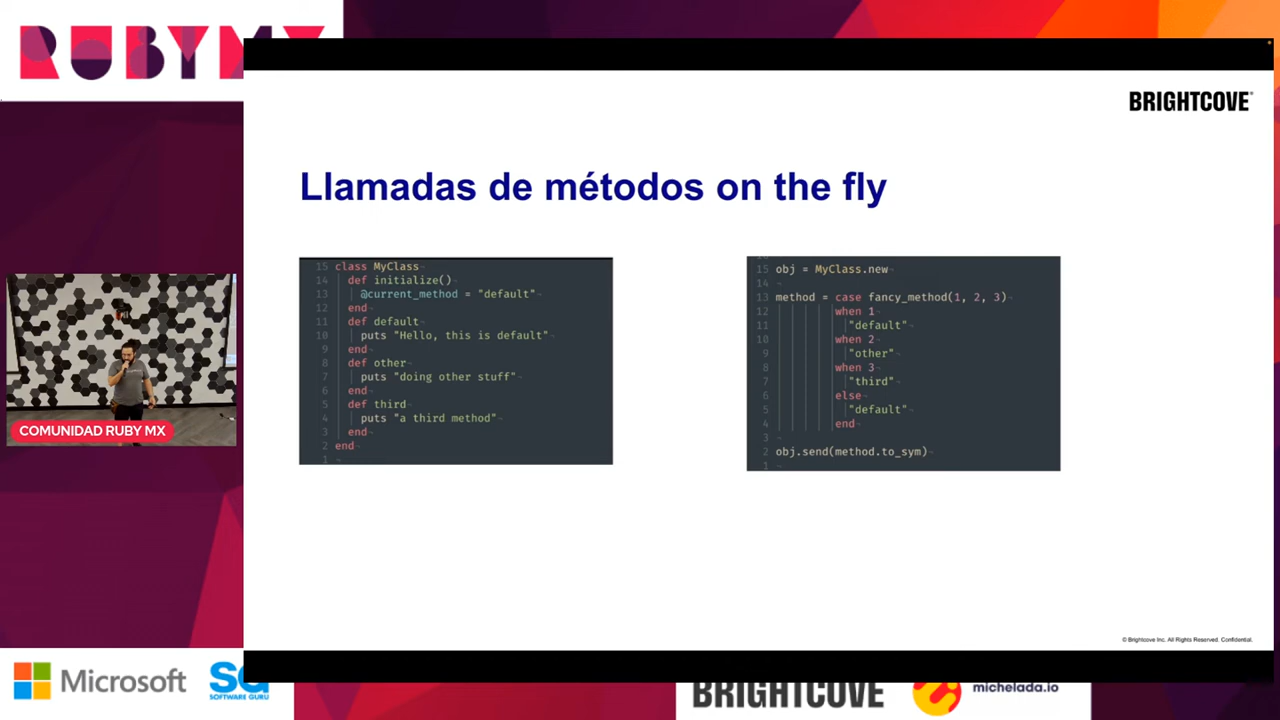 RUBYMX
BRIGHTCOVE
Llamadas de métodos on the fly
15 class MyClass
14 def initialize()
13 @current_method = "default"
12 end
11 def default
10 puts "Hello, this is default"
9 end
8 def other
7 puts "doing other stuff"
6 end
5 def third
4 puts "a third method"
3 end
2 end
1
15 obj = MyClass.new
14
13 method = case fancy_method(1, 2, 3)
12 when 1
11 "default"
10 when 2
9 "other"
8 when 3
7 "third"
6 else
5 "default"
4 end
3
2 obj.send(method.to_sym)
1
COMUNIDAD RUBY MX
© Brightcove Inc. All Rights Reserved. Confidential.
Microsoft
SG
SOFTWARE GURU
BRIGHTCOVE
michelada.io